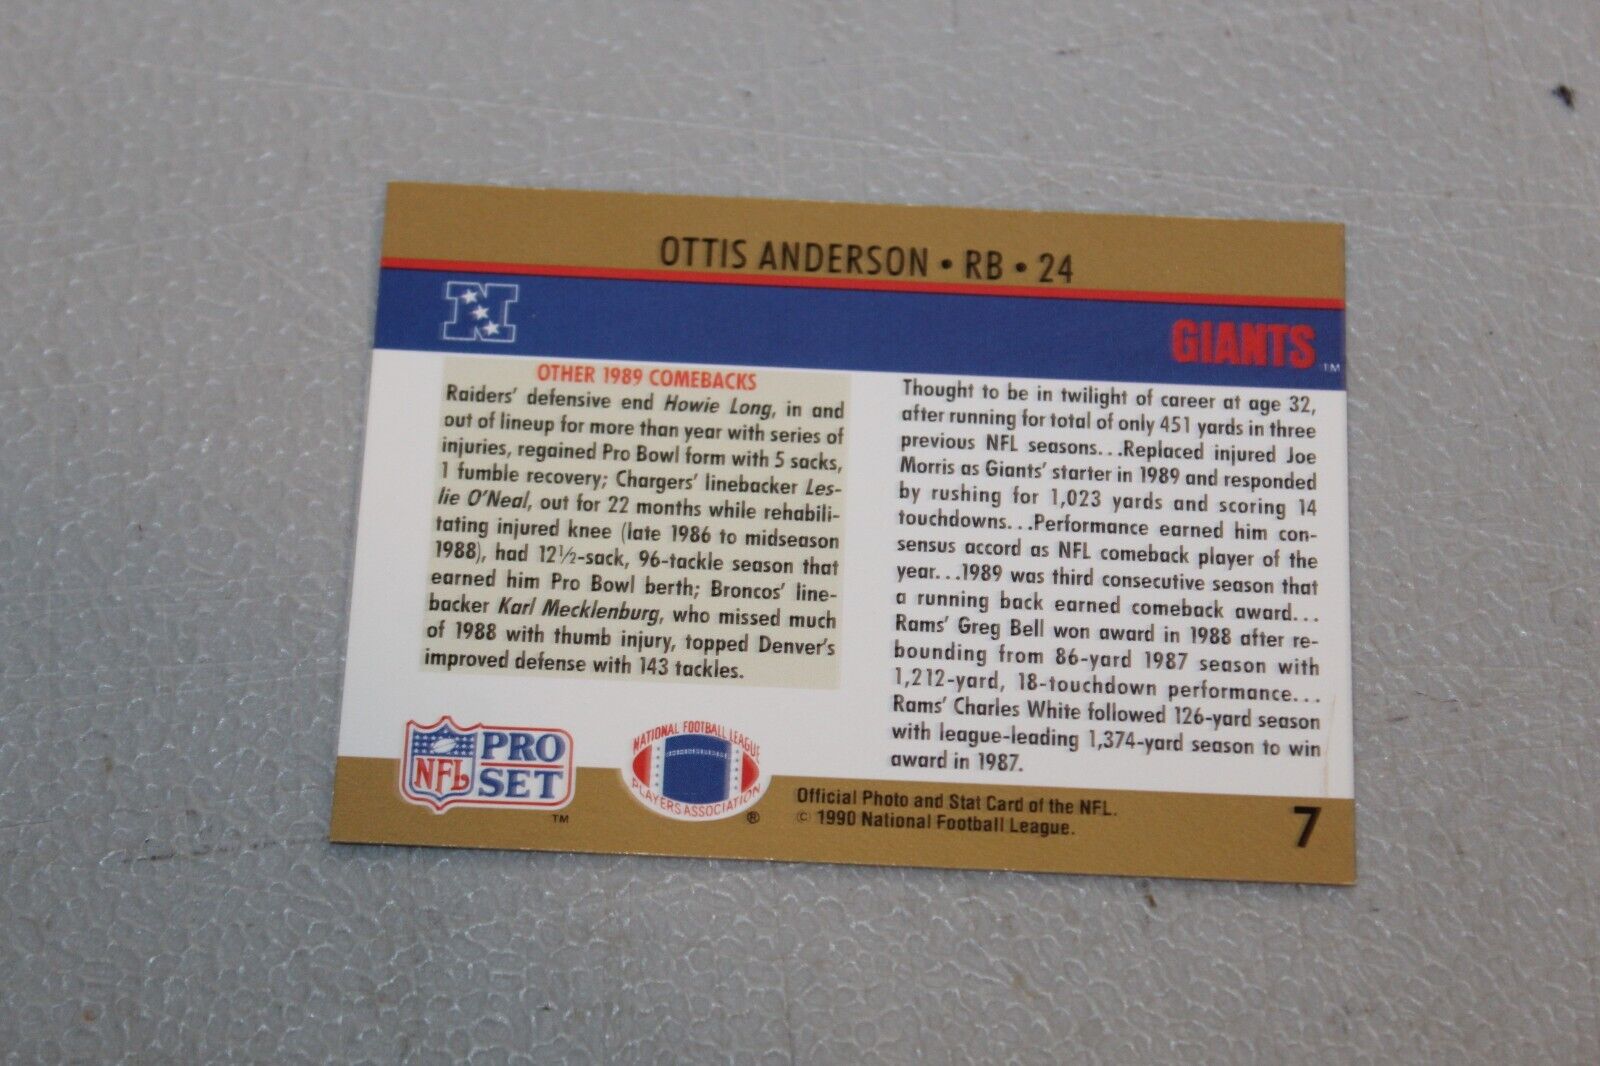 OTTIS ANDERSON • RB • 24
N
GIANTS TM
OTHER 1989 COMEBACKS
Raiders' defensive end Howie Long, in and
out of lineup for more than year with series of
injuries, regained Pro Bowl form with 5 sacks,
1 fumble recovery; Chargers' linebacker Les-
lie O'Neal, out for 22 months while rehabili-
tating injured knee (late 1986 to midseason
1988), had 12½-sack, 96-tackle season that
earned him Pro Bowl berth; Broncos' line-
backer Karl Mecklenburg, who missed much
of 1988 with thumb injury, topped Denver's
improved defense with 143 tackles.
Thought to be in twilight of career at age 32,
after running for total of only 451 yards in three
previous NFL seasons...Replaced injured Joe
Morris as Giants' starter in 1989 and responded
by rushing for 1,023 yards and scoring 14
touchdowns...Performance earned him con-
sensus accord as NFL comeback player of the
year...1989 was third consecutive season that
a running back earned comeback award...
Rams' Greg Bell won award in 1988 after re-
bounding from 86-yard 1987 season with
1,212-yard, 18-touchdown performance...
Rams' Charles White followed 126-yard season
with league-leading 1,374-yard season to win
award in 1987.
NFL
PRO
SET
TM
NATIONAL FOOTBALL LEAGUE
PLAYERS ASSOCIATION
®
Official Photo and Stat Card of the NFL.
© 1990 National Football League.
7